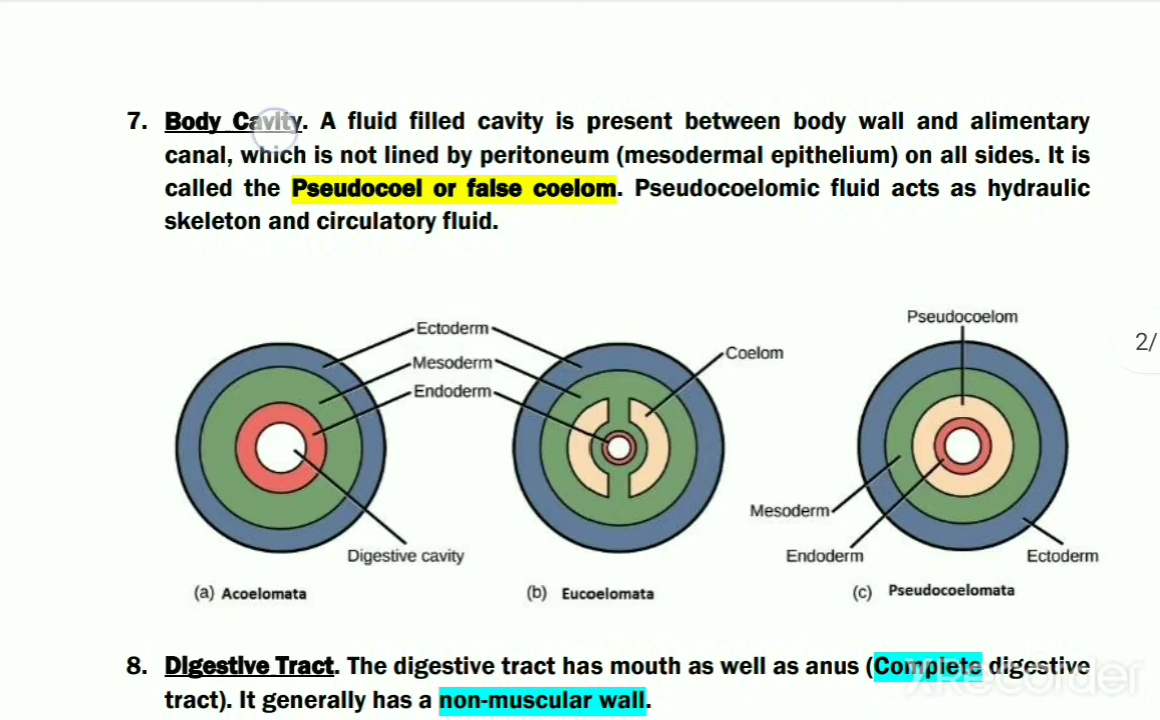 7. Body Cavity. A fluid filled cavity is present between body wall and alimentary
canal, which is not lined by peritoneum (mesodermal epithelium) on all sides. It is
called the Pseudocoel or false coelom. Pseudocoelomic fluid acts as hydraulic
skeleton and circulatory fluid.
Pseudocoelom
Ectoderm
2/
Coelom
Mesoderm
Endoderm
Mesoderm
Digestive cavity
Endoderm
Ectoderm
(a) Acoelomata
(b) Eucoelomata
(c) Pseudocoelomata
8. Digestive Tract. The digestive tract has mouth as well as anus (Complete digestive
tract). It generally has a non-muscular wall.
XRecorder